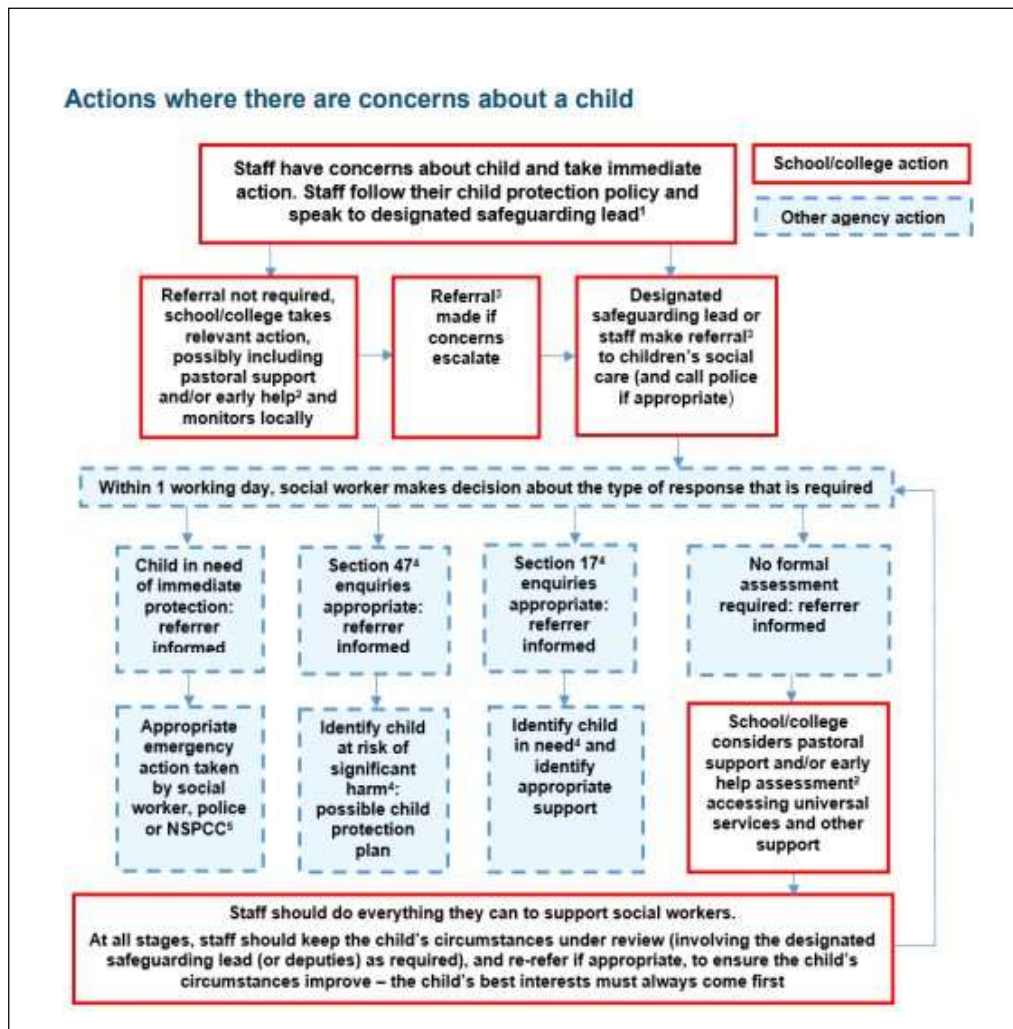 Actions where there are concerns about a child
Staff have concerns about child and take immediate
action. Staff follow their child protection policy and
speak to designated safeguarding lead¹
School/college action
Other agency action
Referral not required,
school/college takes
relevant action,
possibly including
pastoral support
and/or early help² and
monitors locally
Referral³
made if
concerns
escalate
Designated
safeguarding lead or
staff make referral³
to children's social
care (and call police
if appropriate)
Within 1 working day, social worker makes decision about the type of response that is required
Child in need
of immediate
protection:
referrer
informed
Section 47⁴
enquiries
appropriate:
referrer
informed
Section 17⁴
enquiries
appropriate:
referrer
informed
No formal
assessment
required: referrer
informed
Appropriate
emergency
action taken
by social
worker, police
or NSPCC⁵
Identify child
at risk of
significant
harm⁴:
possible child
protection
plan
Identify child
in need⁴ and
identify
appropriate
support
School/college
considers pastoral
support and/or early
help assessment²
accessing universal
services and other
support
Staff should do everything they can to support social workers.
At all stages, staff should keep the child's circumstances under review (involving the designated
safeguarding lead (or deputies) as required), and re-refer if appropriate, to ensure the child's
circumstances improve – the child's best interests must always come first